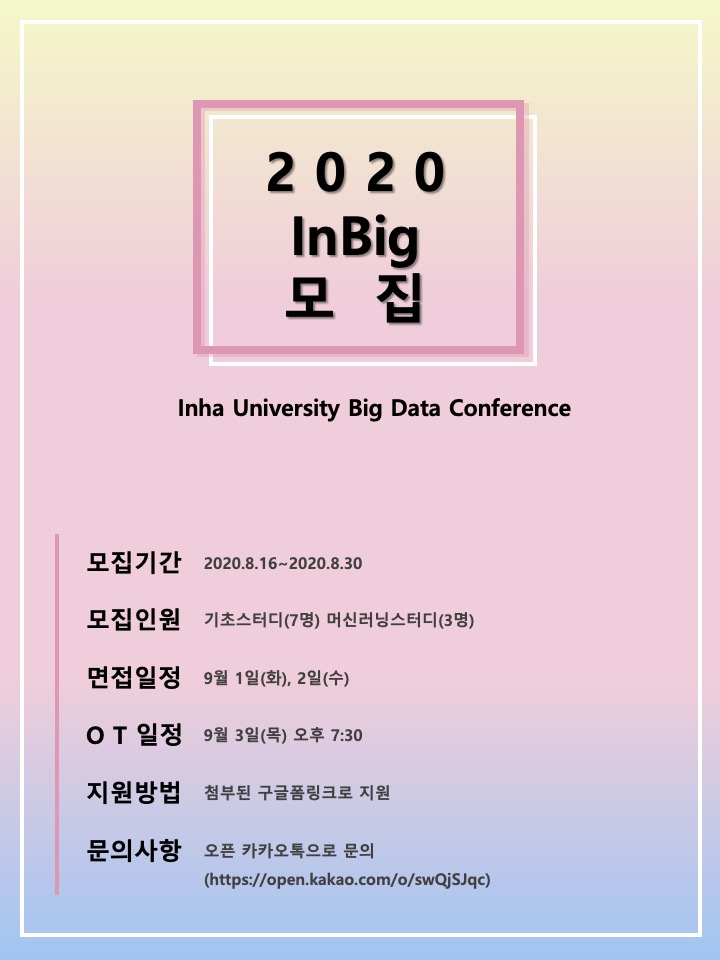 2 0 2 0
InBig
모 집
Inha University Big Data Conference
모집기간 2020.8.16~2020.8.30
모집인원 기초스터디(7명) 머신러닝스터디(3명)
면접일정 9월 1일(화), 2일(수)
O T 일정 9월 3일(목) 오후 7:30
지원방법 첨부된 구글폼링크로 지원
문의사항 오픈 카카오톡으로 문의
(https://open.kakao.com/o/swQjSJqc)